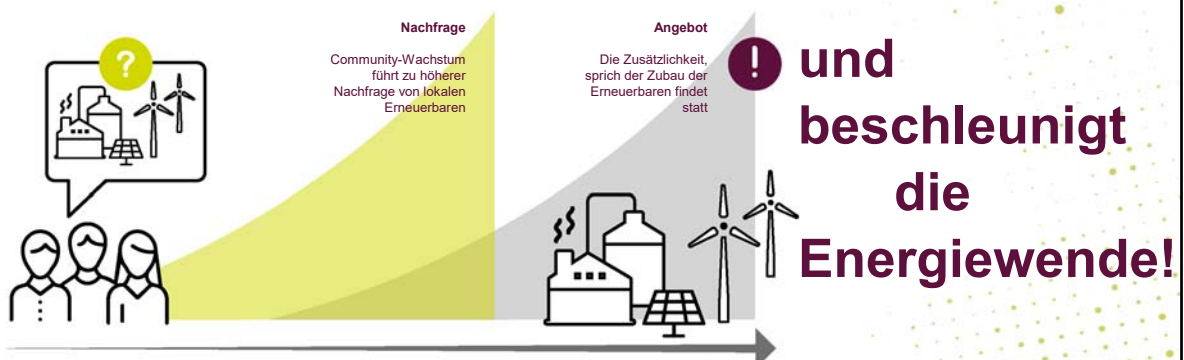 ?
Nachfrage
Community-Wachstum
führt zu höherer
Nachfrage von lokalen
Erneuerbaren
Angebot
Die Zusätzlichkeit,
sprich der Zubau der
Erneuerbaren findet
statt
!
und
beschleunigt
die
Energiewende!